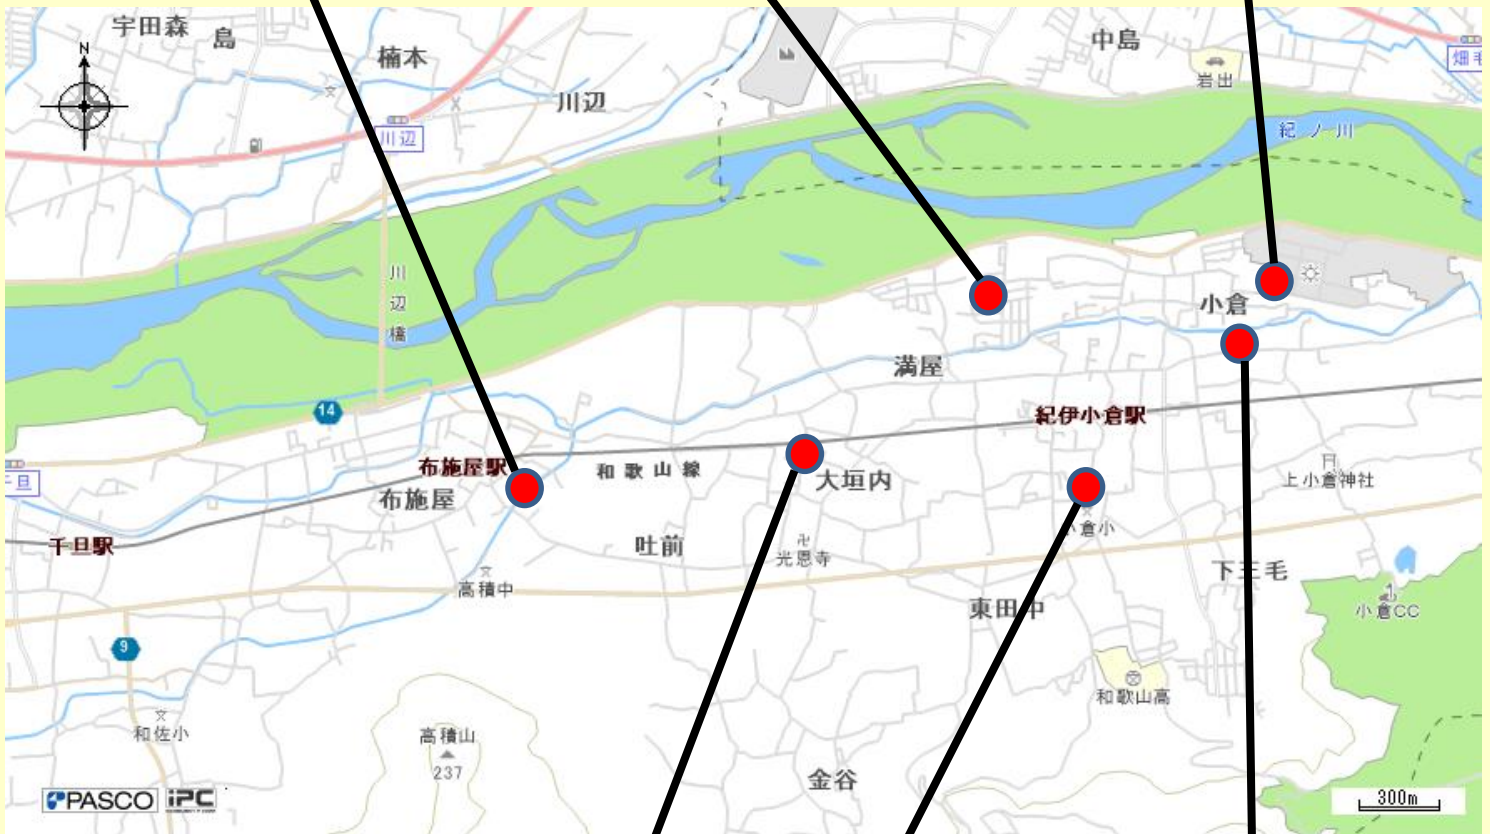 宇田森
島
楠本
中島
畑毛
岩出
N
川辺
川辺
紀ノ川
川辺橋
小倉
満屋
14
紀伊小倉駅
布施屋駅
和歌山線
大垣内
上小倉神社
旦
布施屋
小倉小
千旦駅
吐前
光恩寺
下三毛
高積中
東田中
小倉CC
9
和歌山高
和佐小
高積山
237
金谷
PASCO iPC
300m